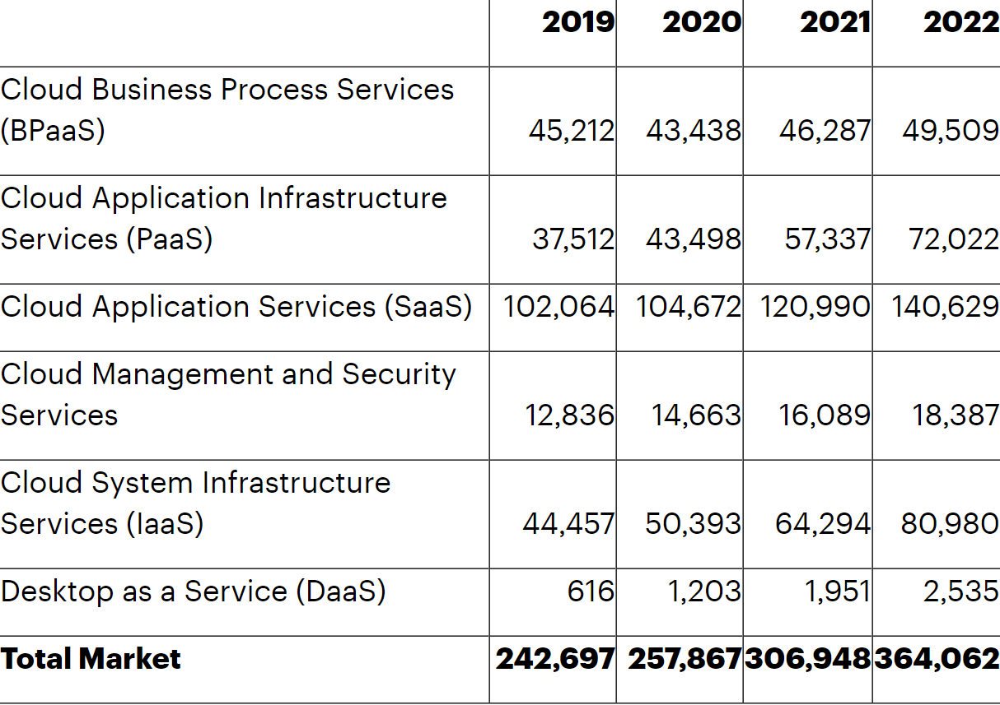 2019 2020 2021 2022
Cloud Business Process Services
(BPaaS) 45,212 43,438 46,287 49,509
Cloud Application Infrastructure
Services (PaaS) 37,512 43,498 57,337 72,022
Cloud Application Services (SaaS) 102,064 104,672 120,990 140,629
Cloud Management and Security
Services 12,836 14,663 16,089 18,387
Cloud System Infrastructure
Services (IaaS) 44,457 50,393 64,294 80,980
Desktop as a Service (DaaS) 616 1,203 1,951 2,535
Total Market 242,697 257,867 306,948 364,062